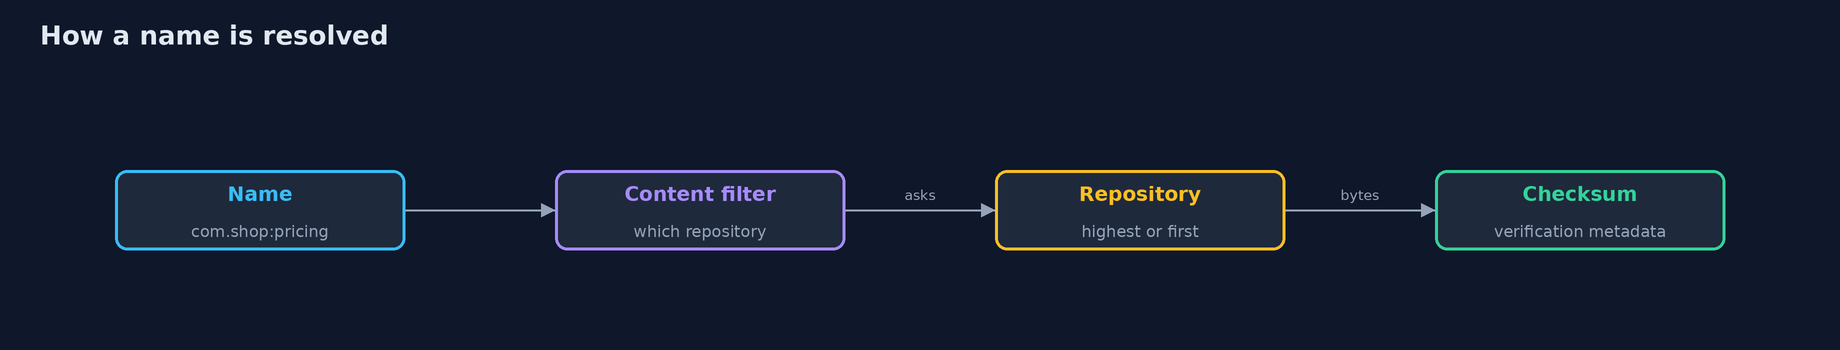 How a name is resolved
Name
com.shop:pricing
Content filter
which repository
asks
Repository
highest or first
bytes
Checksum
verification metadata